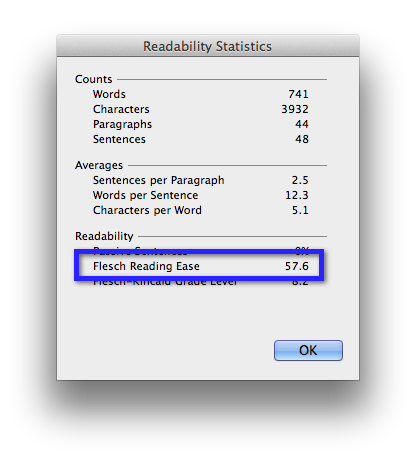 Readability Statistics
Counts
Words 741
Characters 3932
Paragraphs 44
Sentences 48
Averages
Sentences per Paragraph 2.5
Words per Sentence 12.3
Characters per Word 5.1
Readability
Passive Sentences 0%
Flesch Reading Ease 57.6
Flesch-Kincaid Grade Level 8.2
OK